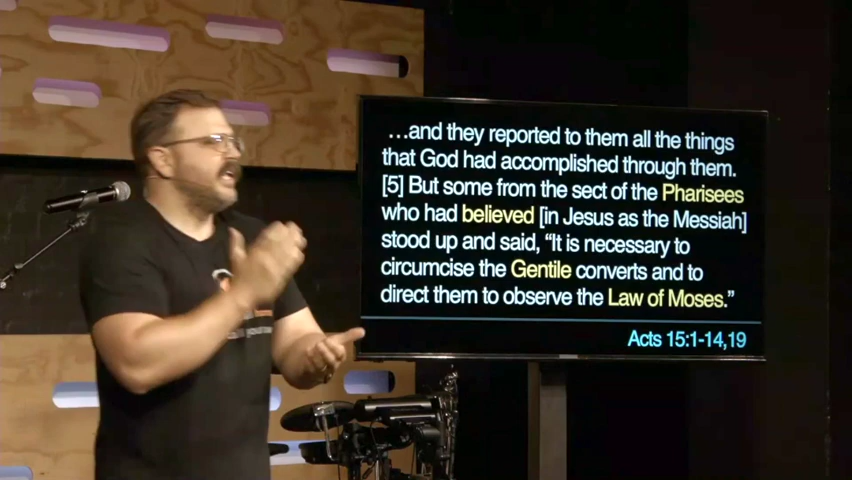 …and they reported to them all the things
that God had accomplished through them.
[5] But some from the sect of the Pharisees
who had believed [in Jesus as the Messiah]
stood up and said, “It is necessary to
circumcise the Gentile converts and to
direct them to observe the Law of Moses.”
Acts 15:1-14,19